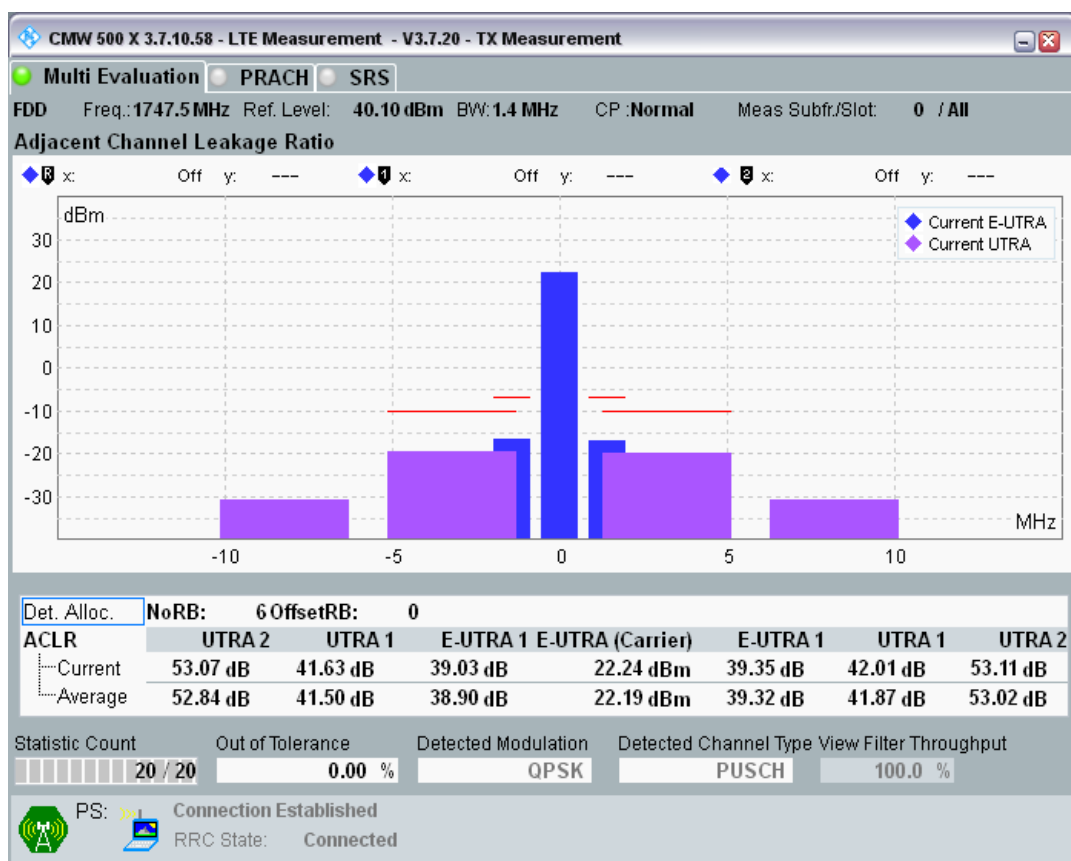 CMW 500 X 3.7.10.58 - LTE Measurement - V3.7.20 - TX Measurement
Multi Evaluation PRACH SRS
FDD Freq.: 1747.5 MHz Ref. Level: 40.10 dBm BW: 1.4 MHz CP :Normal Meas Subfr./Slot: 0 / All
Adjacent Channel Leakage Ratio
R x: Off y: --- 1 x: Off y: --- 2 x: Off y: ---
dBm
Current E-UTRA
Current UTRA
30
20
10
0
-10
-20
-30
MHz
-10 -5 0 5 10
Det. Alloc. NoRB: 6 OffsetRB: 0
ACLR UTRA 2 UTRA 1 E-UTRA 1 E-UTRA (Carrier) E-UTRA 1 UTRA 1 UTRA 2
Current 53.07 dB 41.63 dB 39.03 dB 22.24 dBm 39.35 dB 42.01 dB 53.11 dB
Average 52.84 dB 41.50 dB 38.90 dB 22.19 dBm 39.32 dB 41.87 dB 53.02 dB
Statistic Count Out of Tolerance Detected Modulation Detected Channel Type View Filter Throughput
20 / 20 0.00 % QPSK PUSCH 100.0 %
PS: Connection Established
RRC State: Connected